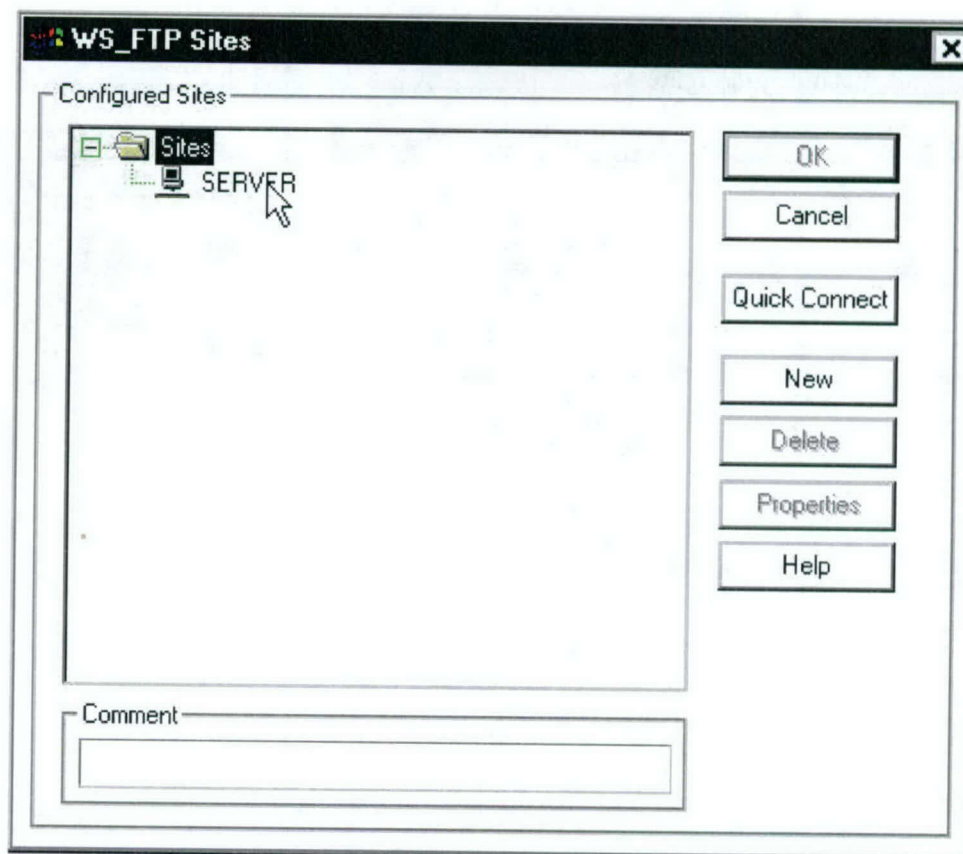 WS_FTP Sites
Configured Sites
Sites
SERVER
OK
Cancel
Quick Connect
New
Delete
Properties
Help
Comment